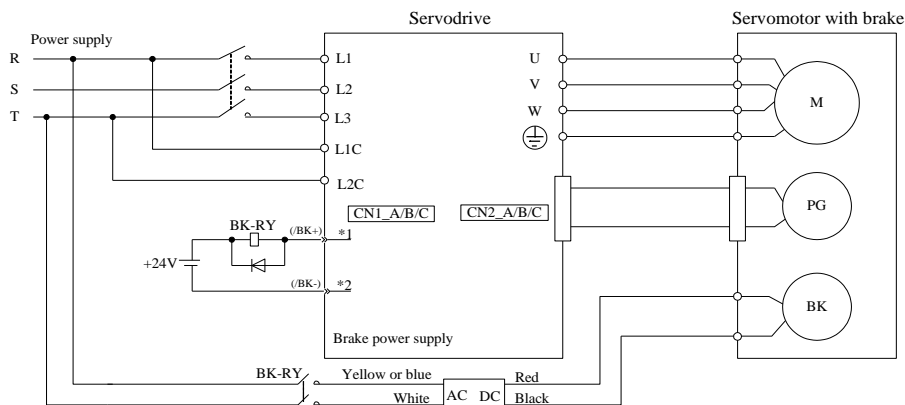 Servodrive
Servomotor with brake
Power supply
R
S
T
L1
L2
L3
L1C
L2C
U
V
W
M
CN1_A/B/C
CN2_A/B/C
PG
BK-RY
(/BK+)
*1
+24V
(/BK-)
*2
BK
Brake power supply
BK-RY
Yellow or blue
White
AC
DC
Red
Black